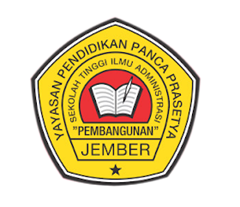 YAYASAN PENDIDIKAN PANCA PRASETYA
SEKOLAH TINGGI ILMU ADMINISTRASI
"PEMBANGUNAN"
JEMBER